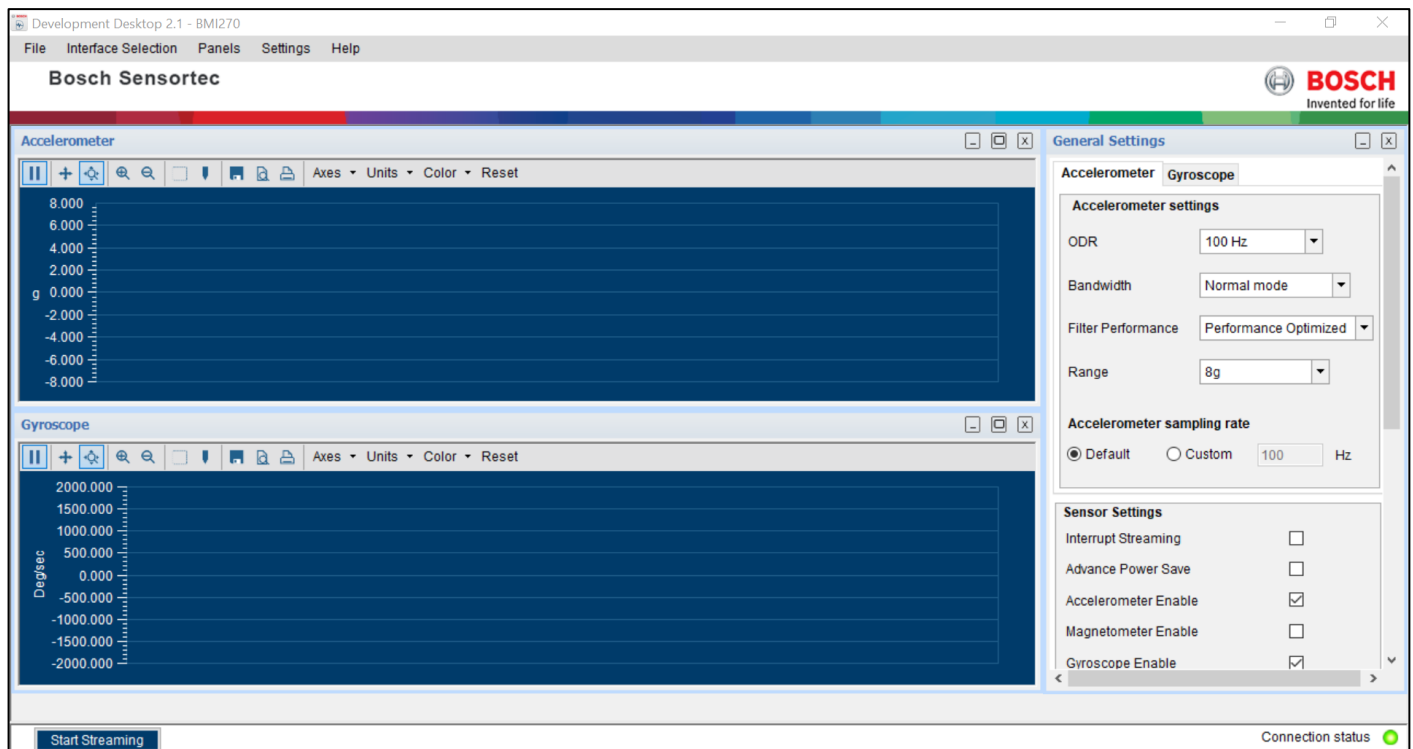 Development Desktop 2.1 - BMI270
File Interface Selection Panels Settings Help
Bosch Sensortec
BOSCH
Invented for life
Accelerometer
Axes Units Color Reset
8.000
6.000
4.000
2.000
g 0.000
-2.000
-4.000
-6.000
-8.000
Gyroscope
Axes Units Color Reset
2000.000
1500.000
1000.000
500.000
0.000
-500.000
-1000.000
-1500.000
-2000.000
Deg/sec
General Settings
Accelerometer Gyroscope
Accelerometer settings
ODR 100 Hz
Bandwidth Normal mode
Filter Performance Performance Optimized
Range 8g
Accelerometer sampling rate
Default Custom 100 Hz
Sensor Settings
Interrupt Streaming
Advance Power Save
Accelerometer Enable
Magnetometer Enable
Gyroscope Enable
Start Streaming
Connection status